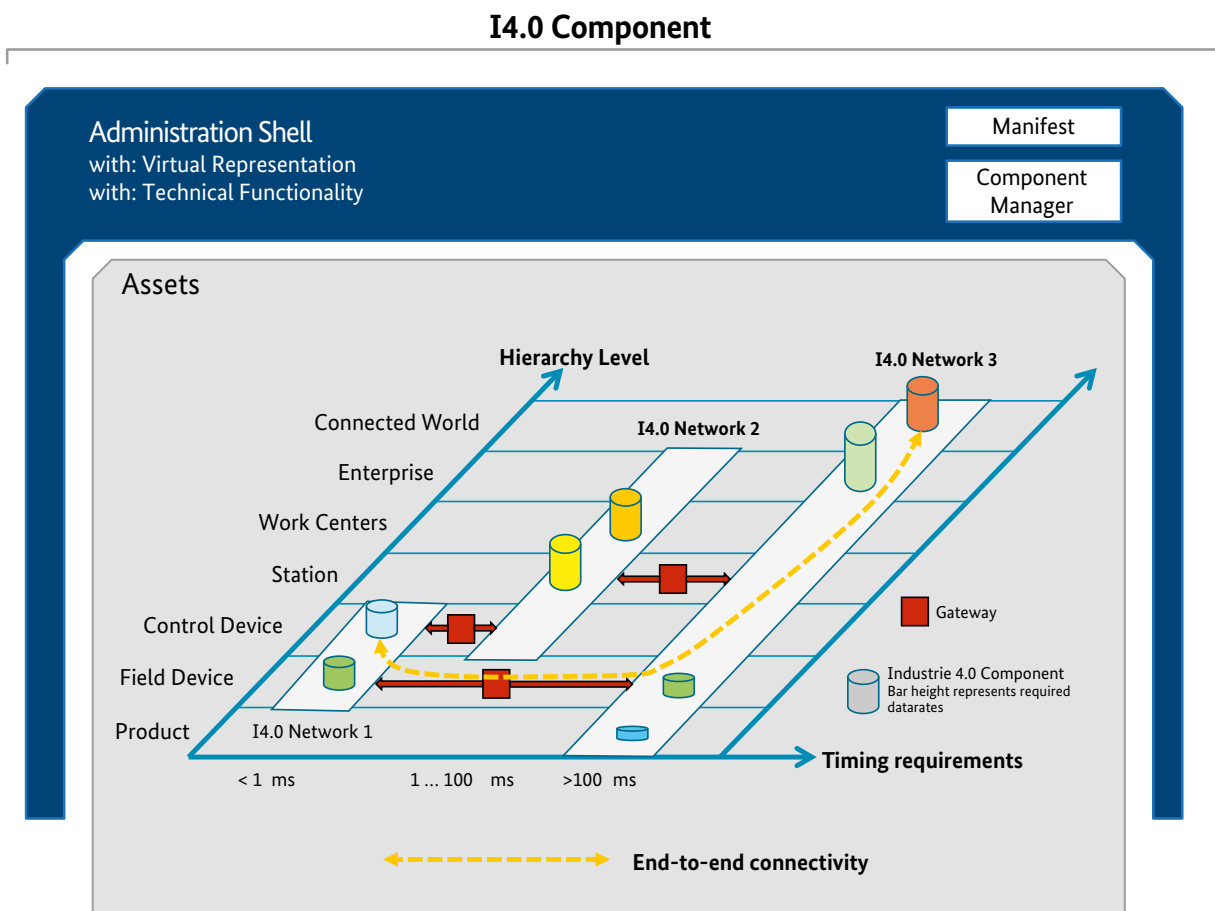 I4.0 Component
Administration Shell
with: Virtual Representation
with: Technical Functionality
Manifest
Component
Manager
Assets
Hierarchy Level
I4.0 Network 3
Connected World
I4.0 Network 2
Enterprise
Work Centers
Station
Control Device
Gateway
Field Device
Industrie 4.0 Component
Bar height represents required
datarates
Product
I4.0 Network 1
Timing requirements
< 1 ms
1 ... 100 ms
>100 ms
End-to-end connectivity